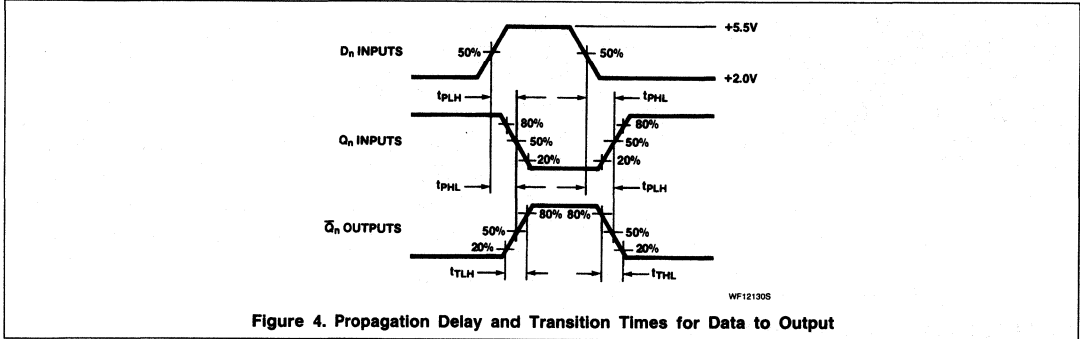 +5.5V
Dn INPUTS
50%
50%
+2.0V
tPLH
tPHL
80%
80%
Qn INPUTS
50%
50%
20%
20%
tPHL
tPLH
80%
80%
Q̅n OUTPUTS
50%
50%
20%
20%
tTLH
tTHL
WF12130S
Figure 4. Propagation Delay and Transition Times for Data to Output